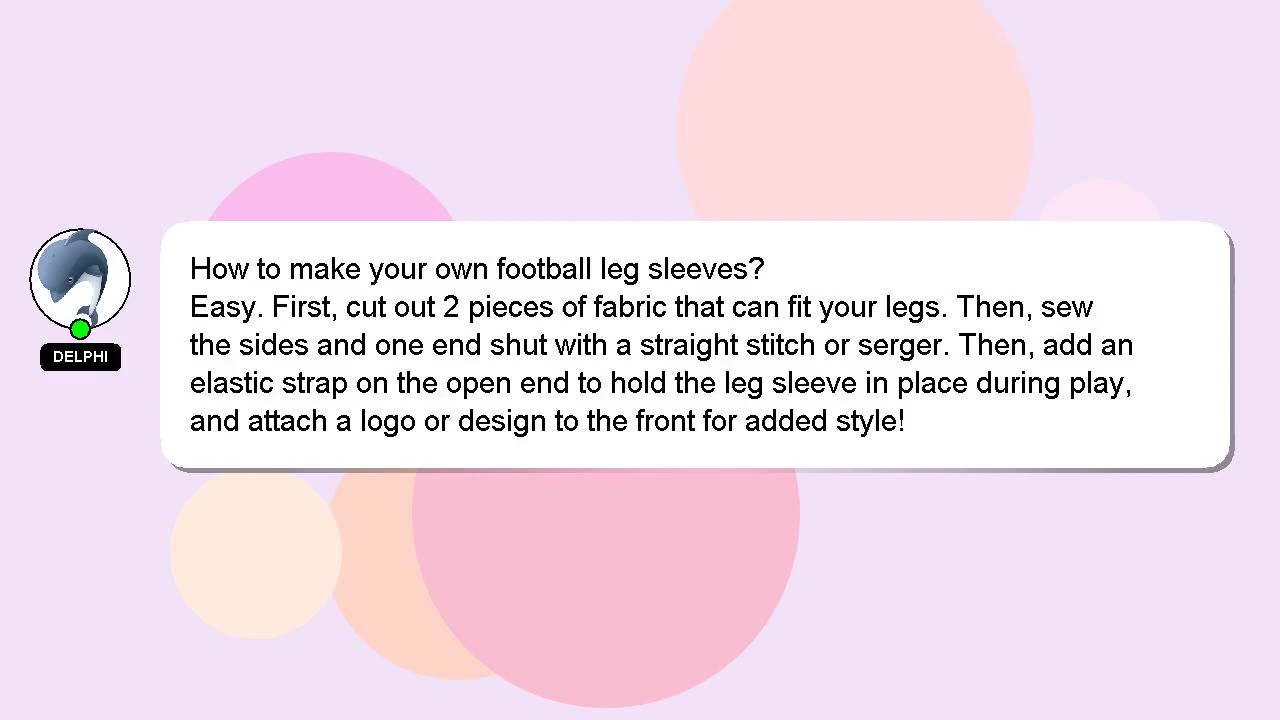 DELPHI
How to make your own football leg sleeves?
Easy. First, cut out 2 pieces of fabric that can fit your legs. Then, sew
the sides and one end shut with a straight stitch or serger. Then, add an
elastic strap on the open end to hold the leg sleeve in place during play,
and attach a logo or design to the front for added style!